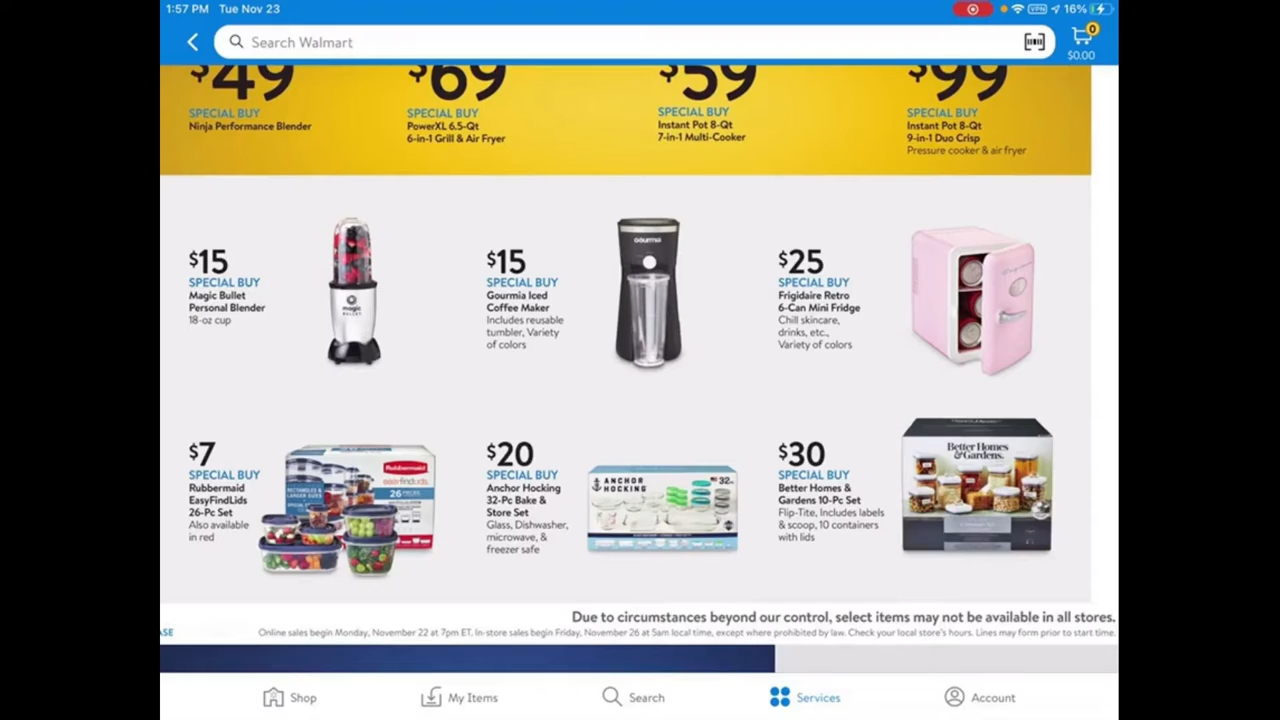 1:57 PM Tue Nov 23
VPN 16%
Search Walmart
0
$0.00
$49 $69 $59 $99
SPECIAL BUY
Ninja Performance Blender
SPECIAL BUY
PowerXL 6.5-Qt
6-in-1 Grill & Air Fryer
SPECIAL BUY
Instant Pot 8-Qt
7-in-1 Multi-Cooker
SPECIAL BUY
Instant Pot 8-Qt
9-in-1 Duo Crisp
Pressure cooker & air fryer
$15
SPECIAL BUY
Magic Bullet
Personal Blender
18-oz cup
magic
BULLET
$15
SPECIAL BUY
Gourmia Iced
Coffee Maker
Includes reusable
tumbler, Variety
of colors
Gourmia
$25
SPECIAL BUY
Frigidaire Retro
6-Can Mini Fridge
Chill skincare,
drinks, etc.,
Variety of colors
$7
SPECIAL BUY
Rubbermaid
EasyFindLids
26-Pc Set
Also available
in red
Rubbermaid
easyfindlids
26
$20
SPECIAL BUY
Anchor Hocking
32-Pc Bake &
Store Set
Glass, Dishwasher,
microwave, &
freezer safe
ANCHOR
HOCKING
32
$30
SPECIAL BUY
Better Homes &
Gardens 10-Pc Set
Flip-Tite, Includes labels
& scoop, 10 containers
with lids
Better Homes
& Gardens.
Due to circumstances beyond our control, select items may not be available in all stores.
ASE Online sales begin Monday, November 22 at 7pm ET. In-store sales begin Friday, November 26 at 5am local time, except where prohibited by law. Check your local store's hours. Lines may form prior to start time.
Shop My Items Search Services Account